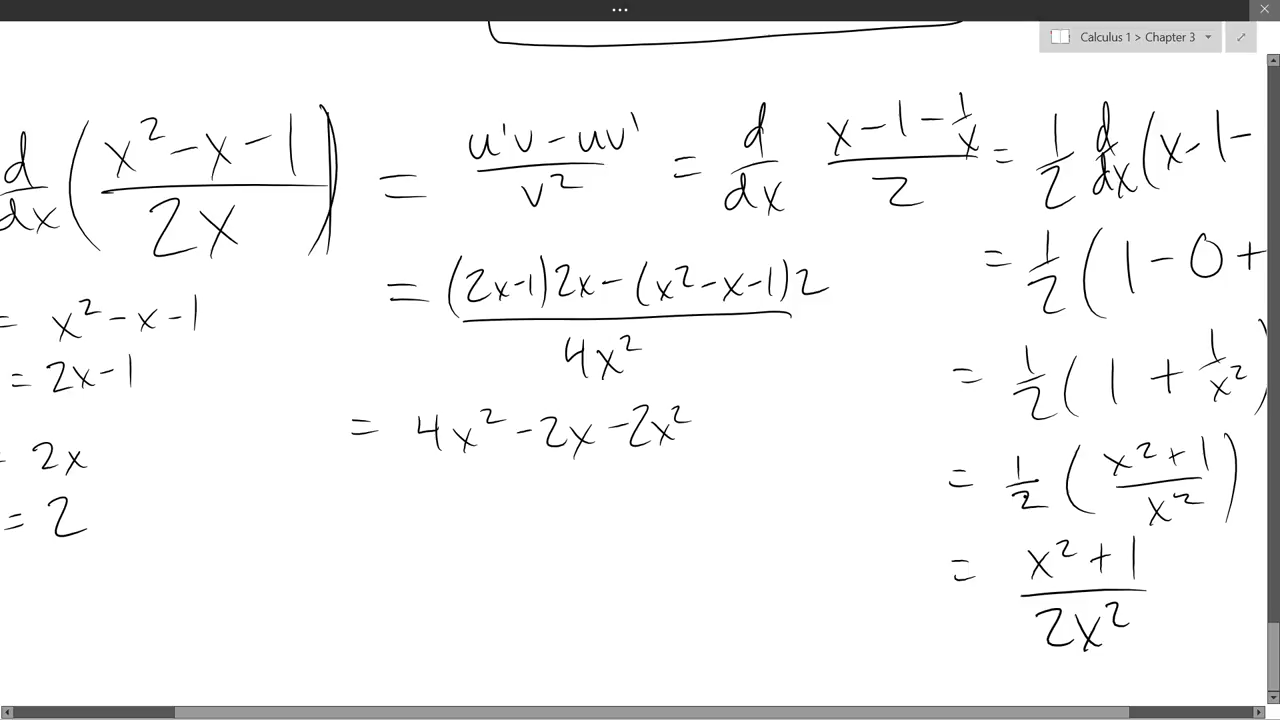 ...
Calculus 1 > Chapter 3
d/dx ( (x² - x - 1) / 2x ) = (u'v - uv') / v² = d/dx (x - 1 - 1/x) / 2 = 1/2 d/dx (x - 1 -
= x² - x - 1
= 2x - 1
= 2x
= 2
= ((2x-1)2x - (x² - x - 1)2) / 4x²
= 4x² - 2x - 2x²
= 1/2 (1 - 0 +
= 1/2 (1 + 1/x²)
= 1/2 ( (x² + 1) / x² )
= (x² + 1) / 2x²